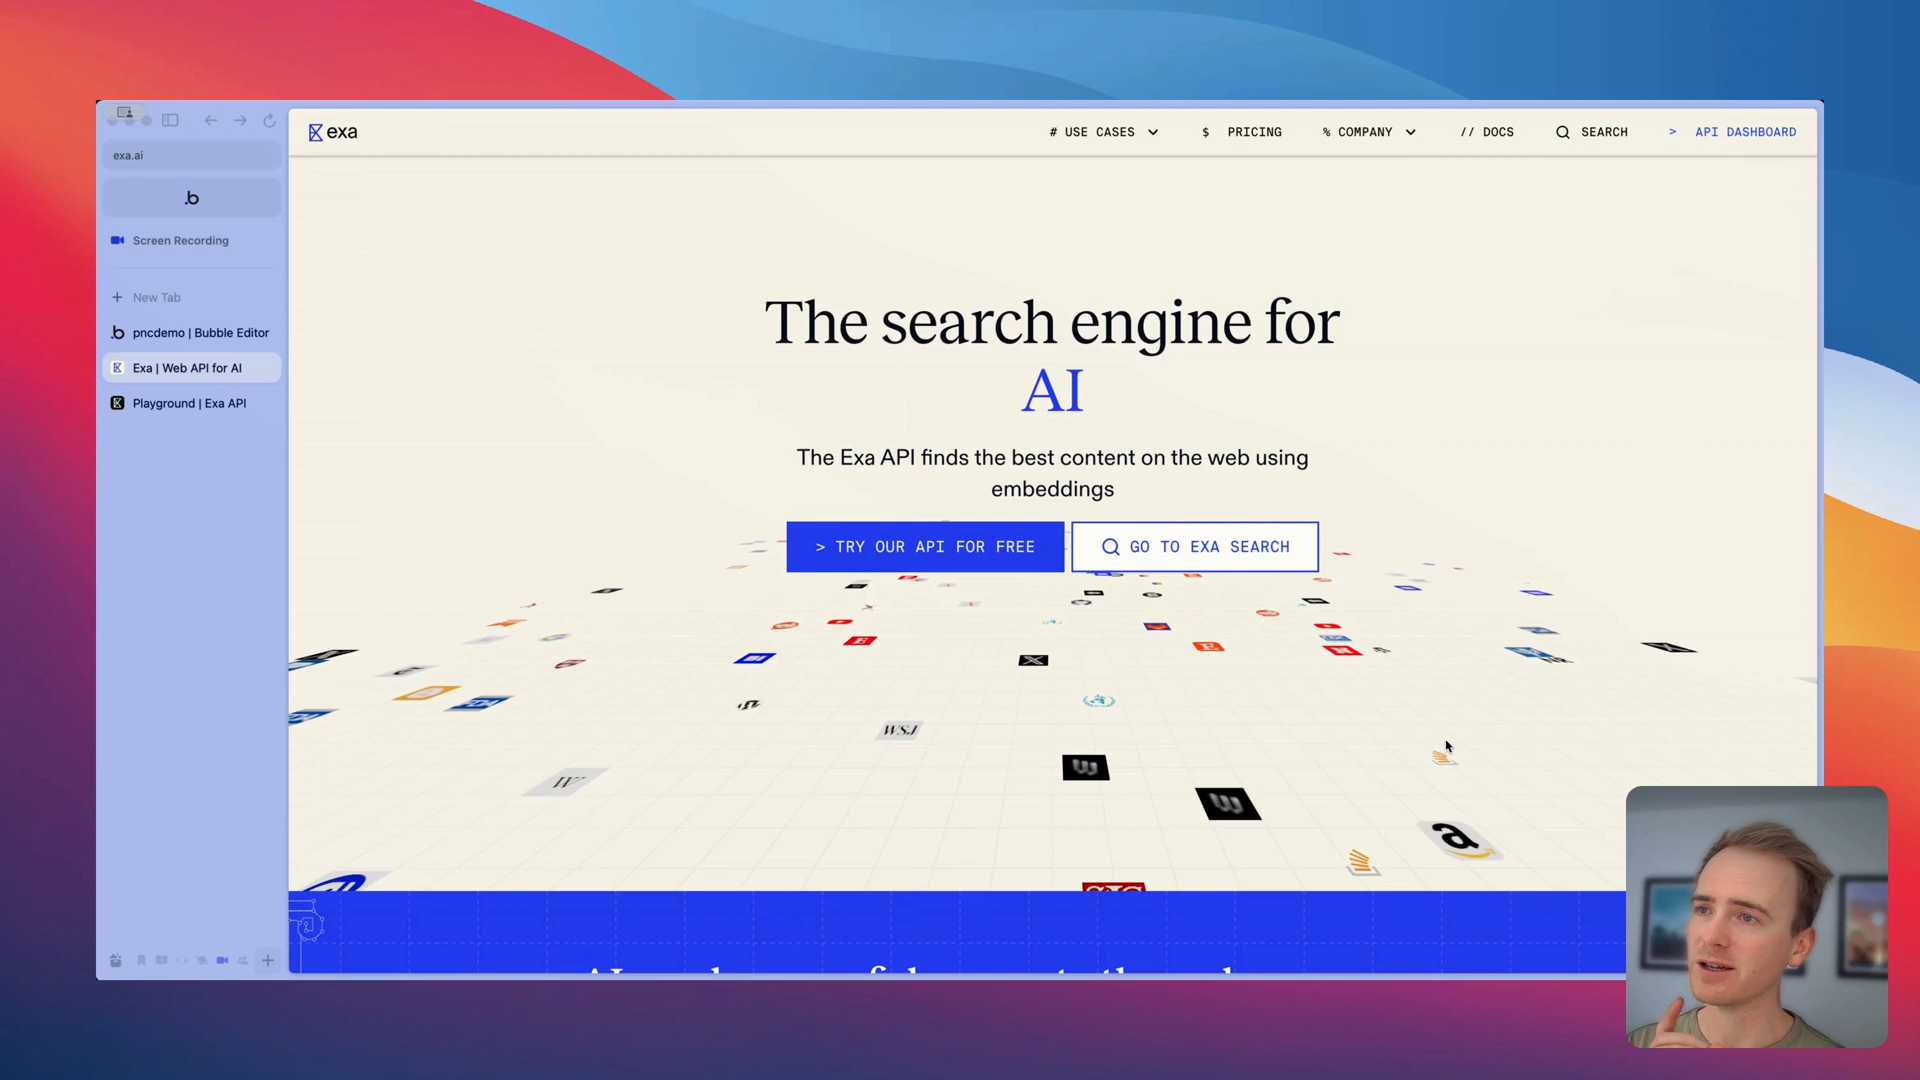 exa.ai
.b
Screen Recording
New Tab
pncdemo | Bubble Editor
Exa | Web API for AI
Playground | Exa API
exa
# USE CASES
$ PRICING
% COMPANY
// DOCS
SEARCH
> API DASHBOARD
The search engine for
AI
The Exa API finds the best content on the web using
embeddings
> TRY OUR API FOR FREE
GO TO EXA SEARCH
WSJ
W
a